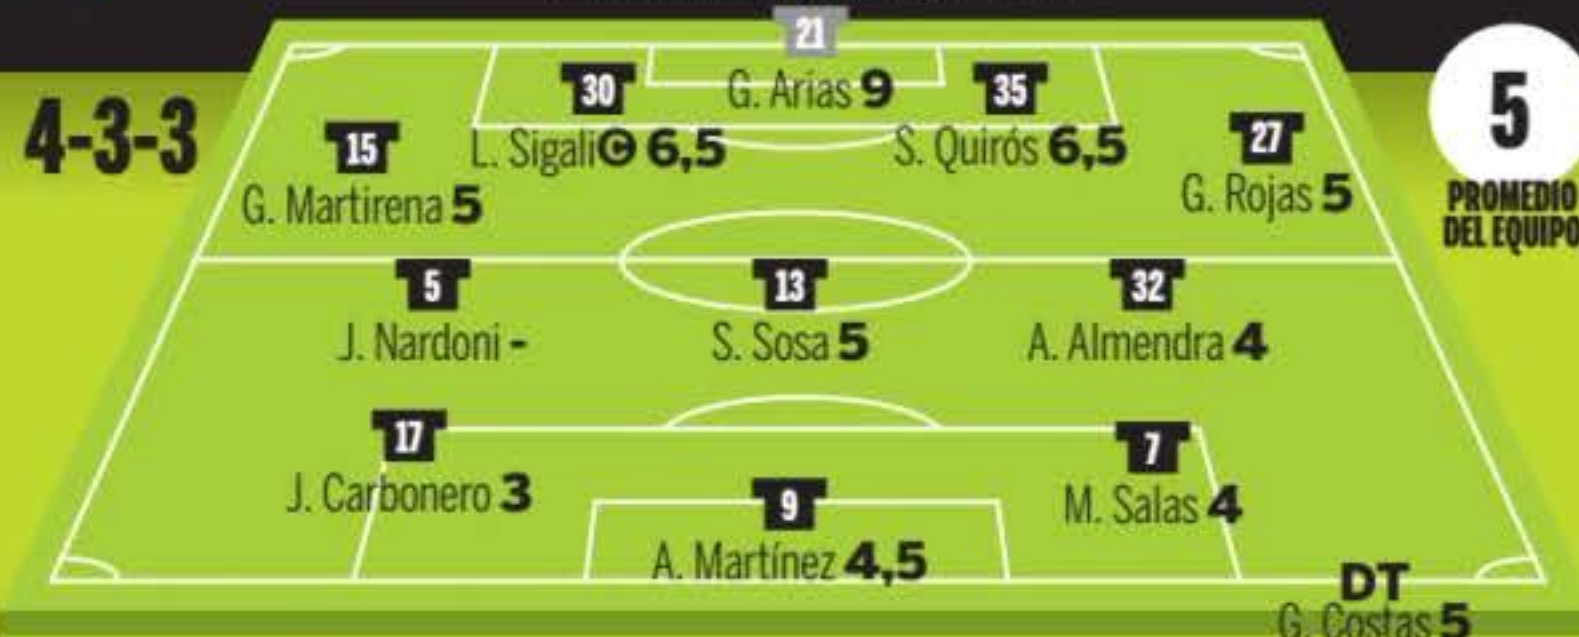 4-3-3
21
G. Arias 9
30
L. Sigali© 6,5
35
S. Quirós 6,5
15
G. Martirena 5
27
G. Rojas 5
5
PROMEDIO
DEL EQUIPO
5
J. Nardoni -
13
S. Sosa 5
32
A. Almendra 4
17
J. Carbonero 3
9
A. Martínez 4,5
7
M. Salas 4
DT
G. Costas 5